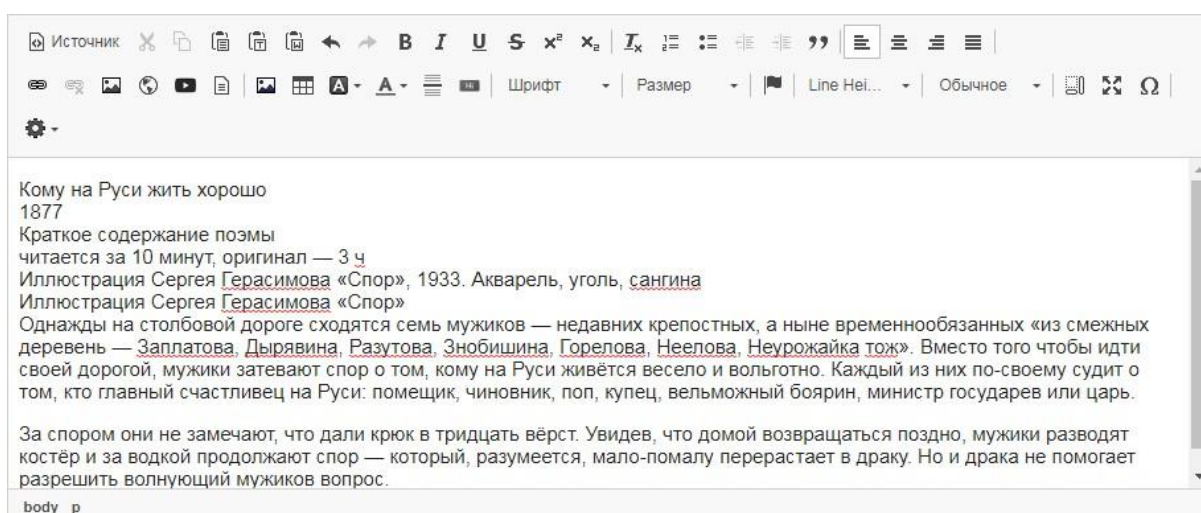 Источник
Шрифт Размер Line Hei... Обычное
Кому на Руси жить хорошо
1877
Краткое содержание поэмы
читается за 10 минут, оригинал — 3 ч
Иллюстрация Сергея Герасимова «Спор», 1933. Акварель, уголь, сангина
Иллюстрация Сергея Герасимова «Спор»
Однажды на столбовой дороге сходятся семь мужиков — недавних крепостных, а ныне временнообязанных «из смежных
деревень — Заплатова, Дырявина, Разутова, Знобишина, Горелова, Неелова, Неурожайка тож». Вместо того чтобы идти
своей дорогой, мужики затевают спор о том, кому на Руси живётся весело и вольготно. Каждый из них по-своему судит о
том, кто главный счастливец на Руси: помещик, чиновник, поп, купец, вельможный боярин, министр государев или царь.
За спором они не замечают, что дали крюк в тридцать вёрст. Увидев, что домой возвращаться поздно, мужики разводят
костёр и за водкой продолжают спор — который, разумеется, мало-помалу перерастает в драку. Но и драка не помогает
разрешить волнующий мужиков вопрос.
body p